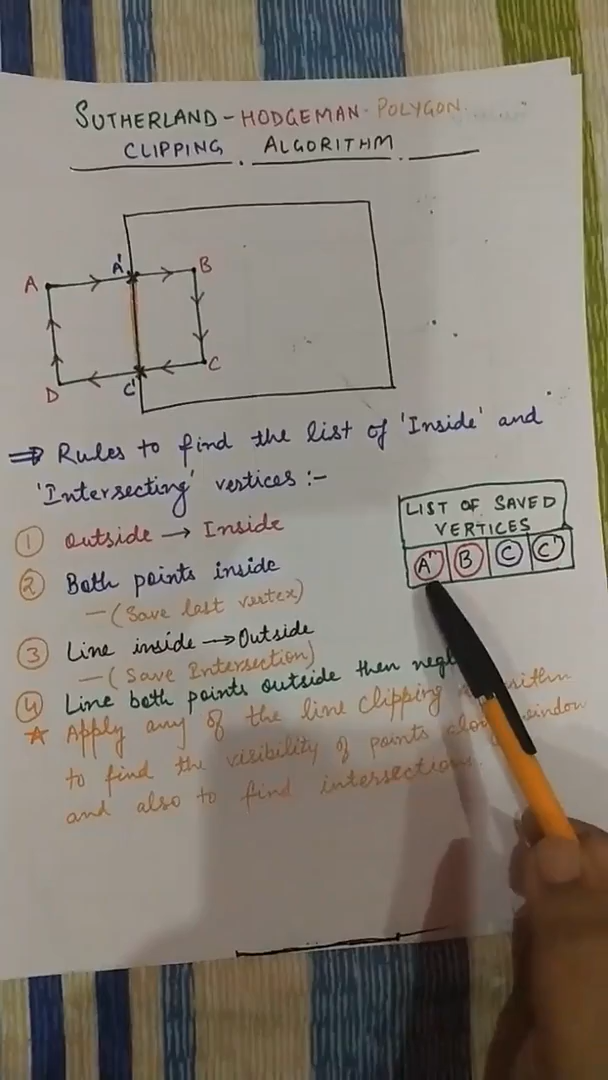 SUTHERLAND - HODGEMAN - POLYGON
CLIPPING . ALGORITHM .
A
A'
B
C
C'
D
⇒ Rules to find the list of 'Inside' and
'Intersecting' vertices :-
① Outside → Inside
② Both points inside
- (Save last vertex)
③ Line inside → Outside
- (Save Intersection)
④ Line both points outside then
★ Apply any of the line clipping
to find the visibility of points window
and also to find intersections.
LIST OF SAVED
VERTICES
A' B C C'